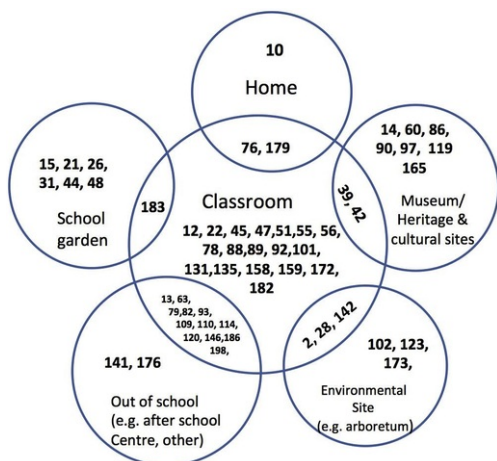 10
Home
76, 179
14, 60, 86,
90, 97, 119
165
Museum/
Heritage &
cultural sites
39, 42
15, 21, 26,
31, 44, 48
School
garden
183
Classroom
12, 22, 45, 47,51,55, 56,
78, 88,89, 92,101,
131,135, 158, 159, 172,
182
13, 63,
79,82, 93,
109, 110, 114,
120, 146,186
198,
141, 176
Out of school
(e.g. after school
Centre, other)
2, 28, 142
102, 123,
173,
Environmental
Site
(e.g. arboretum)